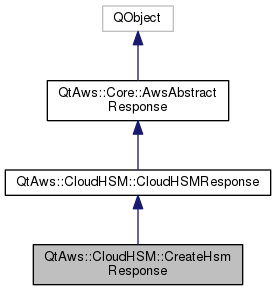 QObject
QtAws::Core::AwsAbstract
Response
QtAws::CloudHSM::CloudHSMResponse
QtAws::CloudHSM::CreateHsm
Response